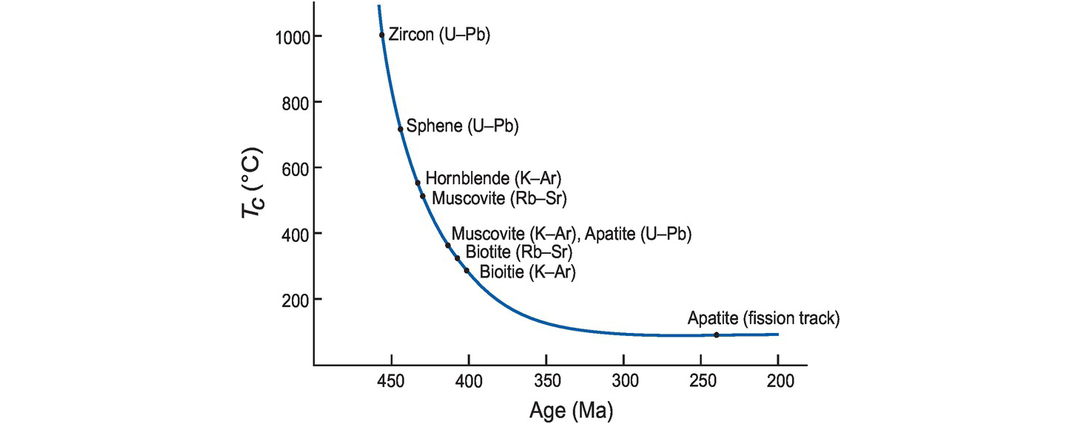 1000
Zircon (U–Pb)
800
Sphene (U–Pb)
600
Hornblende (K–Ar)
Muscovite (Rb–Sr)
400
Muscovite (K–Ar), Apatite (U–Pb)
Biotite (Rb–Sr)
Bioitie (K–Ar)
200
Apatite (fission track)
TC (°C)
450 400 350 300 250 200
Age (Ma)